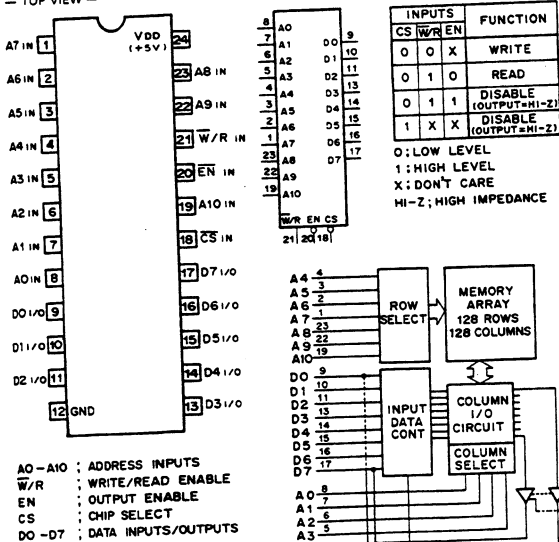 — TOP VIEW —
A7 IN 1
A6 IN 2
A5 IN 3
A4 IN 4
A3 IN 5
A2 IN 6
A1 IN 7
A0 IN 8
D0 I/O 9
D1 I/O 10
D2 I/O 11
12 GND
VDD (+5V) 24
23 A8 IN
22 A9 IN
21 W/R IN
20 EN IN
19 A10 IN
18 CS IN
17 D7 I/O
16 D6 I/O
15 D5 I/O
14 D4 I/O
13 D3 I/O
A0-A10 ; ADDRESS INPUTS
W/R ; WRITE/READ ENABLE
EN ; OUTPUT ENABLE
CS ; CHIP SELECT
D0-D7 ; DATA INPUTS/OUTPUTS
8 A0
7 A1
6 A2
5 A3
4 A4
3 A5
2 A6
1 A7
23 A8
22 A9
19 A10
D0 9
D1 10
D2 11
D3 13
D4 14
D5 15
D6 16
D7 17
W/R EN CS
21 20 18
INPUTS FUNCTION
CS W/R EN
0 0 X WRITE
0 1 0 READ
0 1 1 DISABLE (OUTPUT=HI-Z)
1 X X DISABLE (OUTPUT=HI-Z)
0 ; LOW LEVEL
1 ; HIGH LEVEL
X ; DON'T CARE
HI-Z ; HIGH IMPEDANCE
A4 4
A5 3
A6 2
A7 1
A8 23
A9 22
A10 19
ROW SELECT
MEMORY ARRAY
128 ROWS
128 COLUMNS
D0 9
D1 10
D2 11
D3 13
D4 14
D5 15
D6 16
D7 17
INPUT DATA CONT
COLUMN I/O CIRCUIT
COLUMN SELECT
A0 8
A1 7
A2 6
A3 5